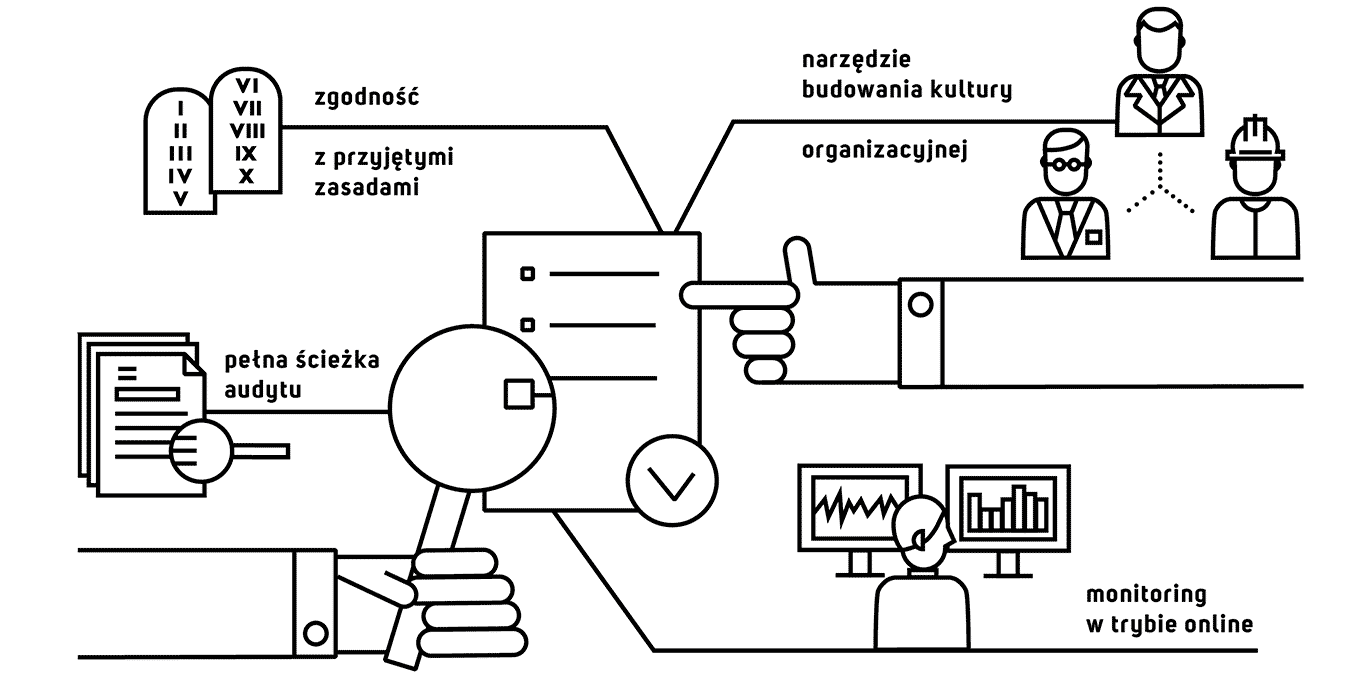 I
II
III
IV
V
VI
VII
VIII
IX
X
zgodność
z przyjętymi
zasadami
narzędzie
budowania kultury
organizacyjnej
pełna ścieżka
audytu
monitoring
w trybie online